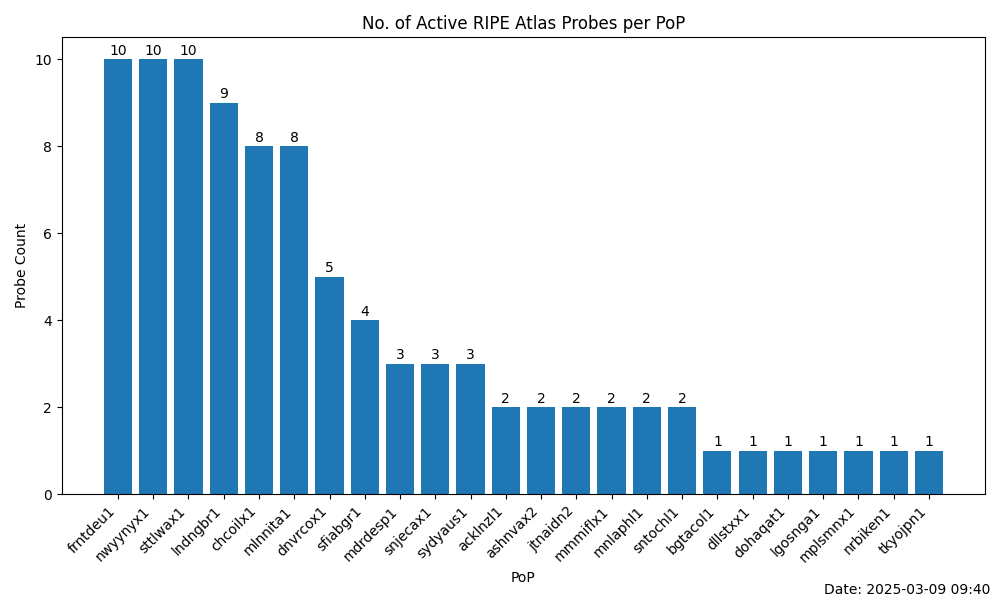 No. of Active RIPE Atlas Probes per PoP
10 10 10 9 8 8 5 4 3 3 3 2 2 2 2 2 2 1 1 1 1 1 1 1
Probe Count
10
8
6
4
2
0
frntdeu1 nwyynyx1 sttlwax1 lndngbr1 chcoilx1 mlnnita1 dnvrcox1 sfiabgr1 mdrdesp1 snjecax1 sydyaus1 acklnzl1 ashnvax2 jtnaidn2 mmmiflx1 mnlaphl1 sntochl1 bgtacol1 dllstxx1 dohaqat1 lgosnga1 mplsmnx1 nrbiken1 tkyojpn1
PoP
Date: 2025-03-09 09:40